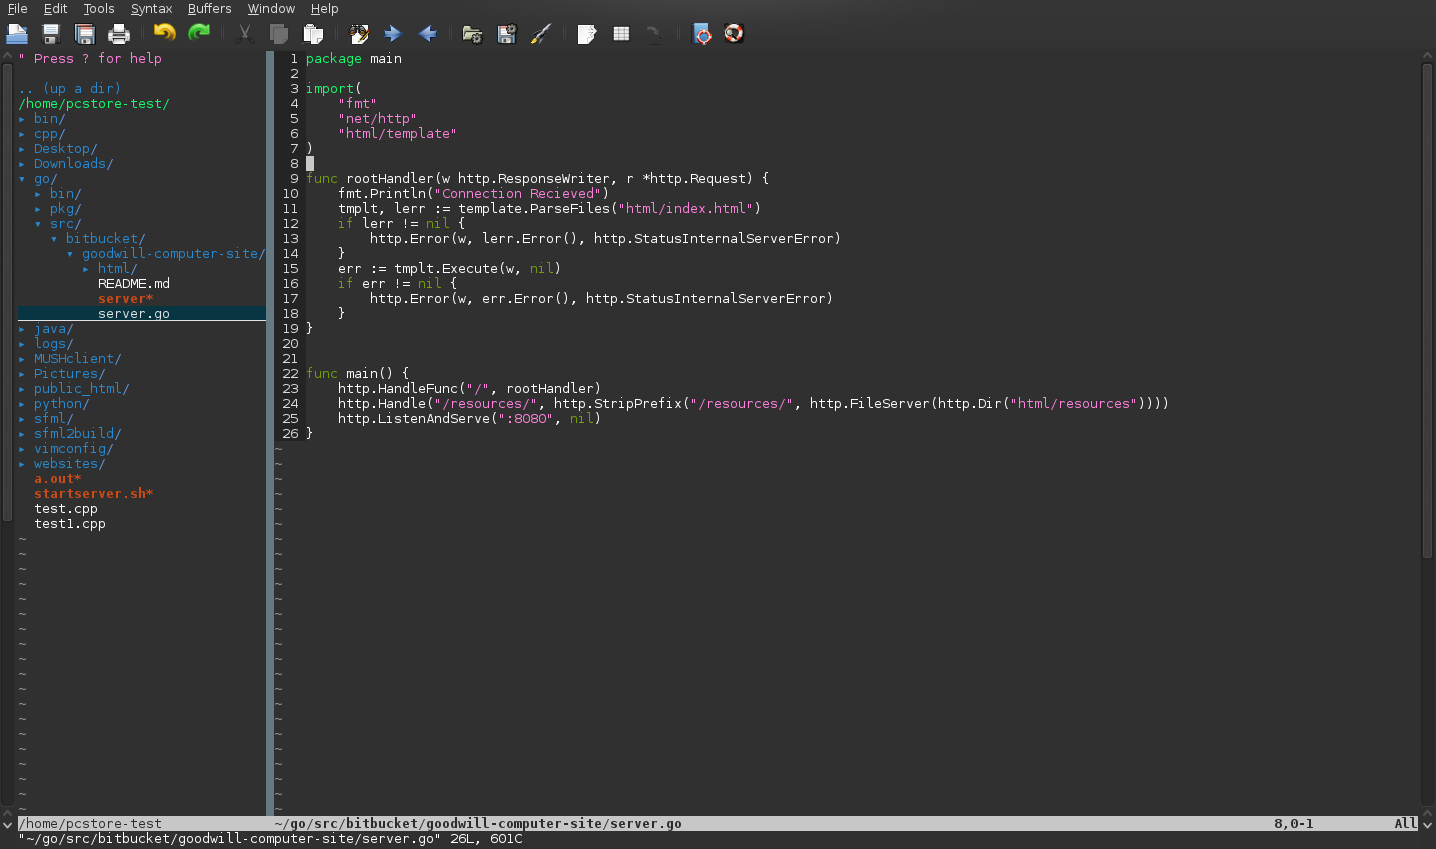 File Edit Tools Syntax Buffers Window Help
" Press ? for help
.. (up a dir)
/home/pcstore-test/
▸ bin/
▸ cpp/
▸ Desktop/
▸ Downloads/
▾ go/
  ▸ bin/
  ▸ pkg/
  ▾ src/
    ▾ bitbucket/
      ▾ goodwill-computer-site/
        ▸ html/
          README.md
          server*
          server.go
▸ java/
▸ logs/
▸ MUSHclient/
▸ Pictures/
▸ public_html/
▸ python/
▸ sfml/
▸ sfml2build/
▸ vimconfig/
▸ websites/
  a.out*
  startserver.sh*
  test.cpp
  test1.cpp
/home/pcstore-test
1 package main
2
3 import(
4     "fmt"
5     "net/http"
6     "html/template"
7 )
8
9 func rootHandler(w http.ResponseWriter, r *http.Request) {
10     fmt.Println("Connection Recieved")
11     tmplt, lerr := template.ParseFiles("html/index.html")
12     if lerr != nil {
13         http.Error(w, lerr.Error(), http.StatusInternalServerError)
14     }
15     err := tmplt.Execute(w, nil)
16     if err != nil {
17         http.Error(w, err.Error(), http.StatusInternalServerError)
18     }
19 }
20
21
22 func main() {
23     http.HandleFunc("/", rootHandler)
24     http.Handle("/resources/", http.StripPrefix("/resources/", http.FileServer(http.Dir("html/resources"))))
25     http.ListenAndServe(":8080", nil)
26 }
~/go/src/bitbucket/goodwill-computer-site/server.go 8,0-1 All
"~/go/src/bitbucket/goodwill-computer-site/server.go" 26L, 601C